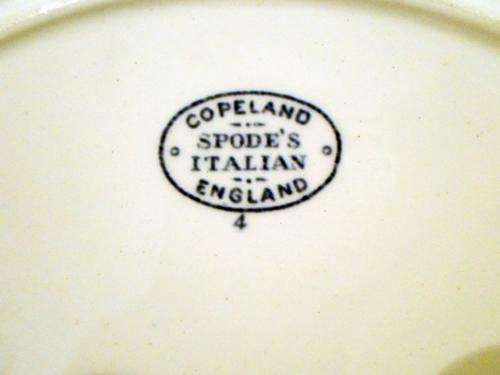 COPELAND
SPODE'S
ITALIAN
ENGLAND
4